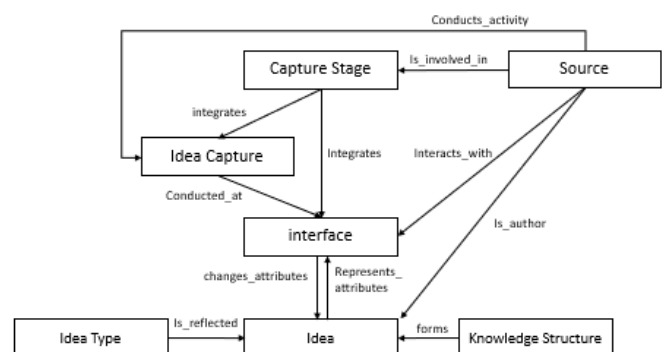 Conducts_activity
Capture Stage
Is_involved_in
Source
integrates
Idea Capture
Integrates
Interacts_with
Conducted_at
Is_author
interface
changes_attributes
Represents_
attributes
Idea Type
Is_reflected
Idea
forms
Knowledge Structure